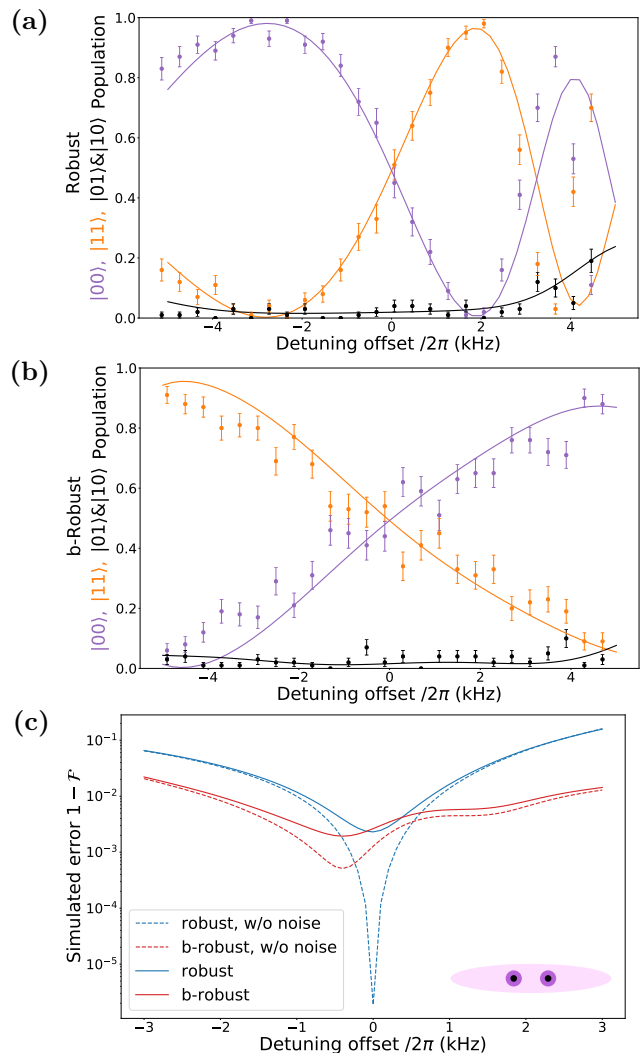 (a)
Robust
|00⟩, |11⟩, |01⟩&|10⟩ Population
1.0
0.8
0.6
0.4
0.2
0.0
−4 −2 0 2 4
Detuning offset /2π (kHz)
(b)
b-Robust
|00⟩, |11⟩, |01⟩&|10⟩ Population
1.0
0.8
0.6
0.4
0.2
0.0
−4 −2 0 2 4
Detuning offset /2π (kHz)
(c)
Simulated error 1 − 𝓕
10⁻¹
10⁻²
10⁻³
10⁻⁴
10⁻⁵
robust, w/o noise
b-robust, w/o noise
robust
b-robust
−3 −2 −1 0 1 2 3
Detuning offset /2π (kHz)